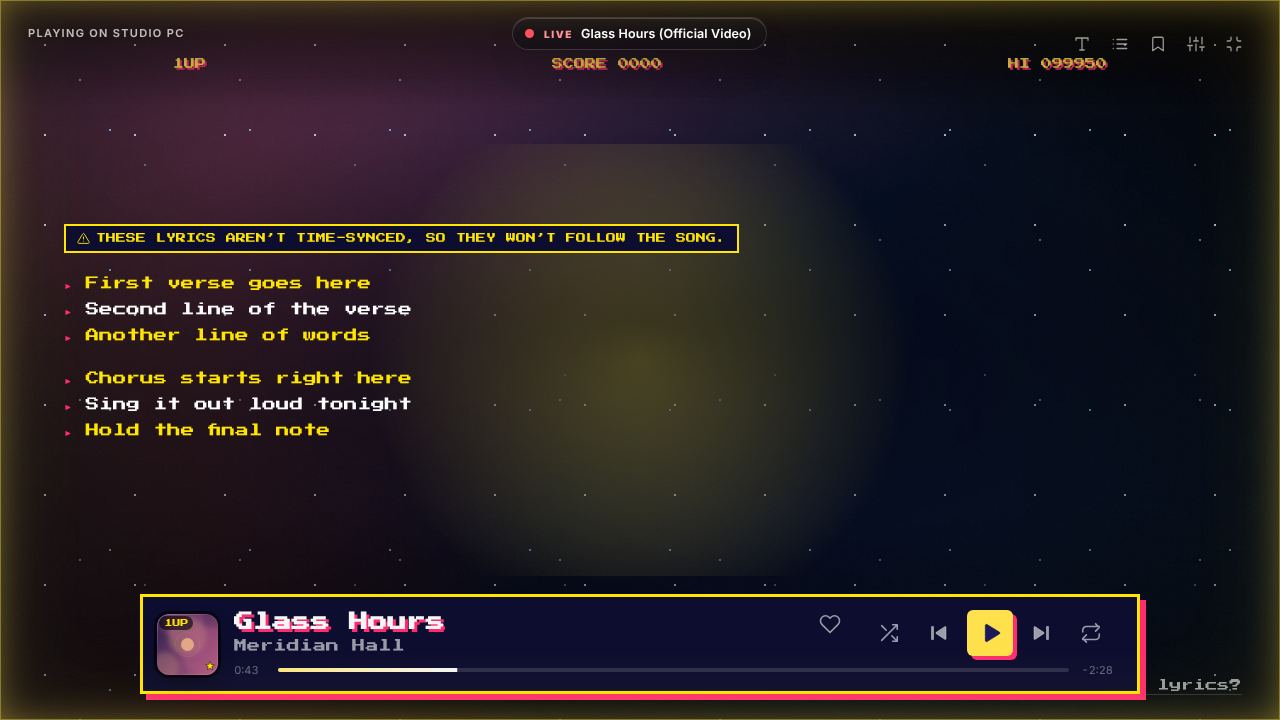 PLAYING ON STUDIO PC
LIVE Glass Hours (Official Video)
1UP SCORE 0000 HI 099950
THESE LYRICS AREN'T TIME-SYNCED, SO THEY WON'T FOLLOW THE SONG.
First verse goes here
Second line of the verse
Another line of words
Chorus starts right here
Sing it out loud tonight
Hold the final note
1UP
Glass Hours
Meridian Hall
0:43 -2:28
lyrics?